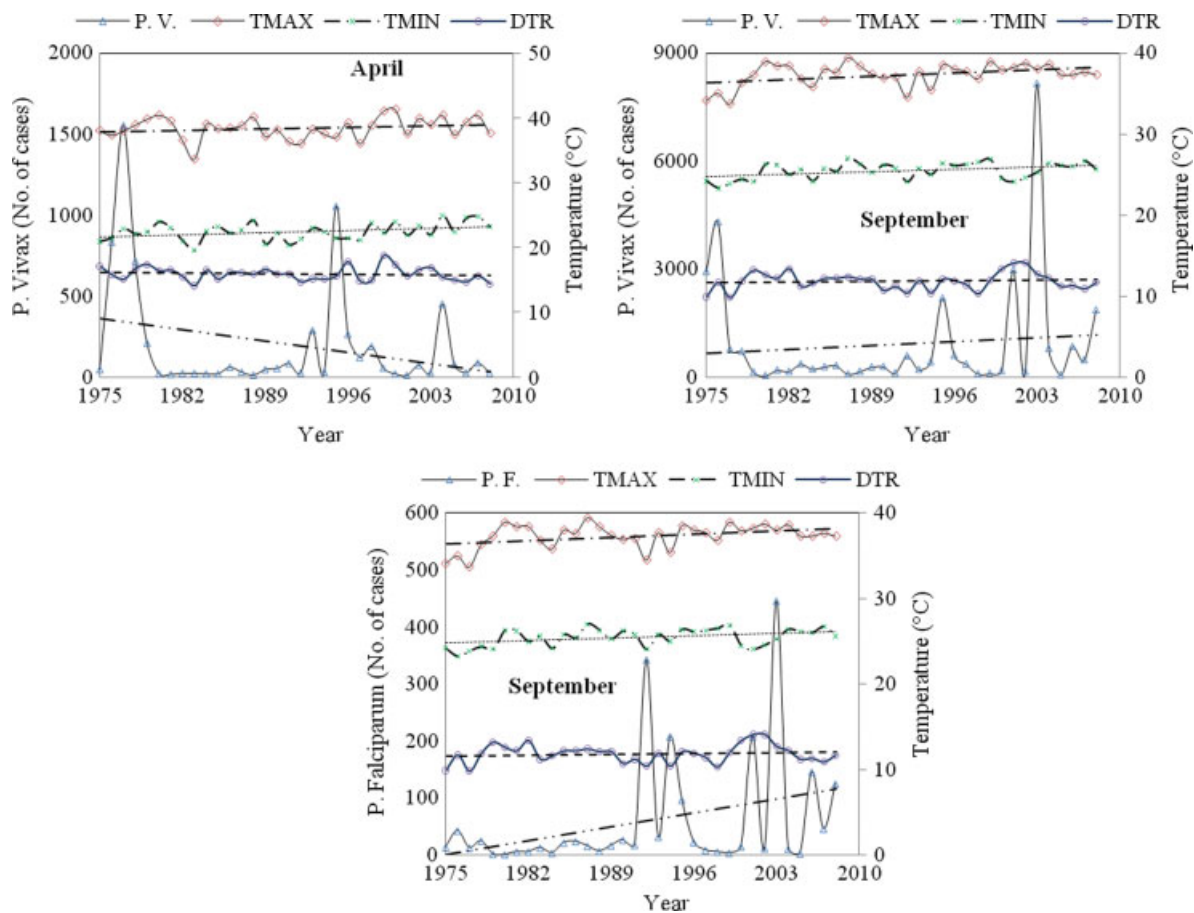 P. V. TMAX TMIN DTR
2000
1500
1000
500
0
50
40
30
20
10
0
April
P. Vivax (No. of cases)
Temperature (°C)
1975 1982 1989 1996 2003 2010
Year
P. V. TMAX TMIN DTR
9000
6000
3000
0
40
30
20
10
0
September
P. Vivax (No. of cases)
Temperature (°C)
1975 1982 1989 1996 2003 2010
Year
P. F. TMAX TMIN DTR
600
500
400
300
200
100
0
40
30
20
10
0
September
P. Falciparum (No. of cases)
Temperature (°C)
1975 1982 1989 1996 2003 2010
Year